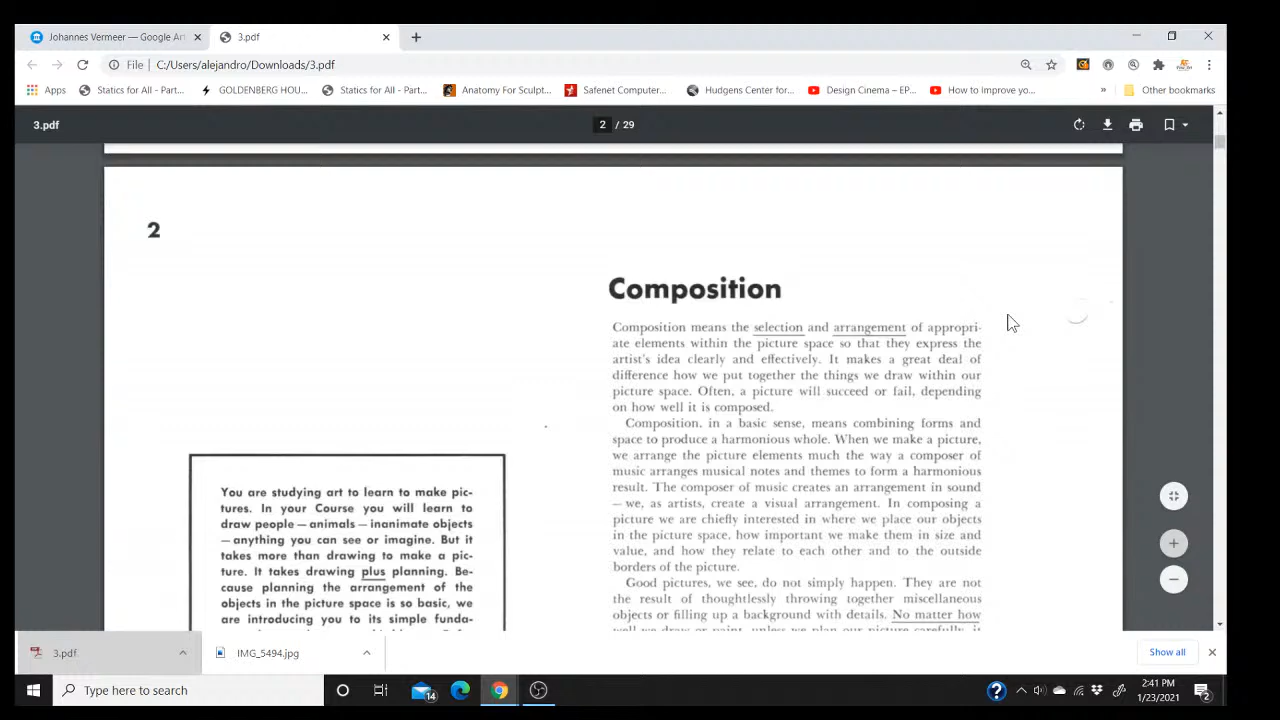 Johannes Vermeer — Google Art
3.pdf
File
C:/Users/alejandro/Downloads/3.pdf
Apps
Statics for All - Part...
GOLDENBERG HOU...
Statics for All - Part...
Anatomy For Sculpt...
Safenet Computer...
Hudgens Center for...
Design Cinema – EP...
How to Improve yo...
»
Other bookmarks
3.pdf
2 / 29
2
Composition
Composition means the selection and arrangement of appropri-
ate elements within the picture space so that they express the
artist's idea clearly and effectively. It makes a great deal of
difference how we put together the things we draw within our
picture space. Often, a picture will succeed or fail, depending
on how well it is composed.
Composition, in a basic sense, means combining forms and
space to produce a harmonious whole. When we make a picture,
we arrange the picture elements much the way a composer of
music arranges musical notes and themes to form a harmonious
result. The composer of music creates an arrangement in sound
— we, as artists, create a visual arrangement. In composing a
picture we are chiefly interested in where we place our objects
in the picture space, how important we make them in size and
value, and how they relate to each other and to the outside
borders of the picture.
Good pictures, we see, do not simply happen. They are not
the result of thoughtlessly throwing together miscellaneous
objects or filling up a background with details. No matter how
well we draw or paint, unless we plan our picture carefully, it
You are studying art to learn to make pic-
tures. In your Course you will learn to
draw people — animals — inanimate objects
— anything you can see or imagine. But it
takes more than drawing to make a pic-
ture. It takes drawing plus planning. Be-
cause planning the arrangement of the
objects in the picture space is so basic, we
are introducing you to its simple funda-
3.pdf
IMG_5494.jpg
Show all
Type here to search
14
2:41 PM
1/23/2021
2